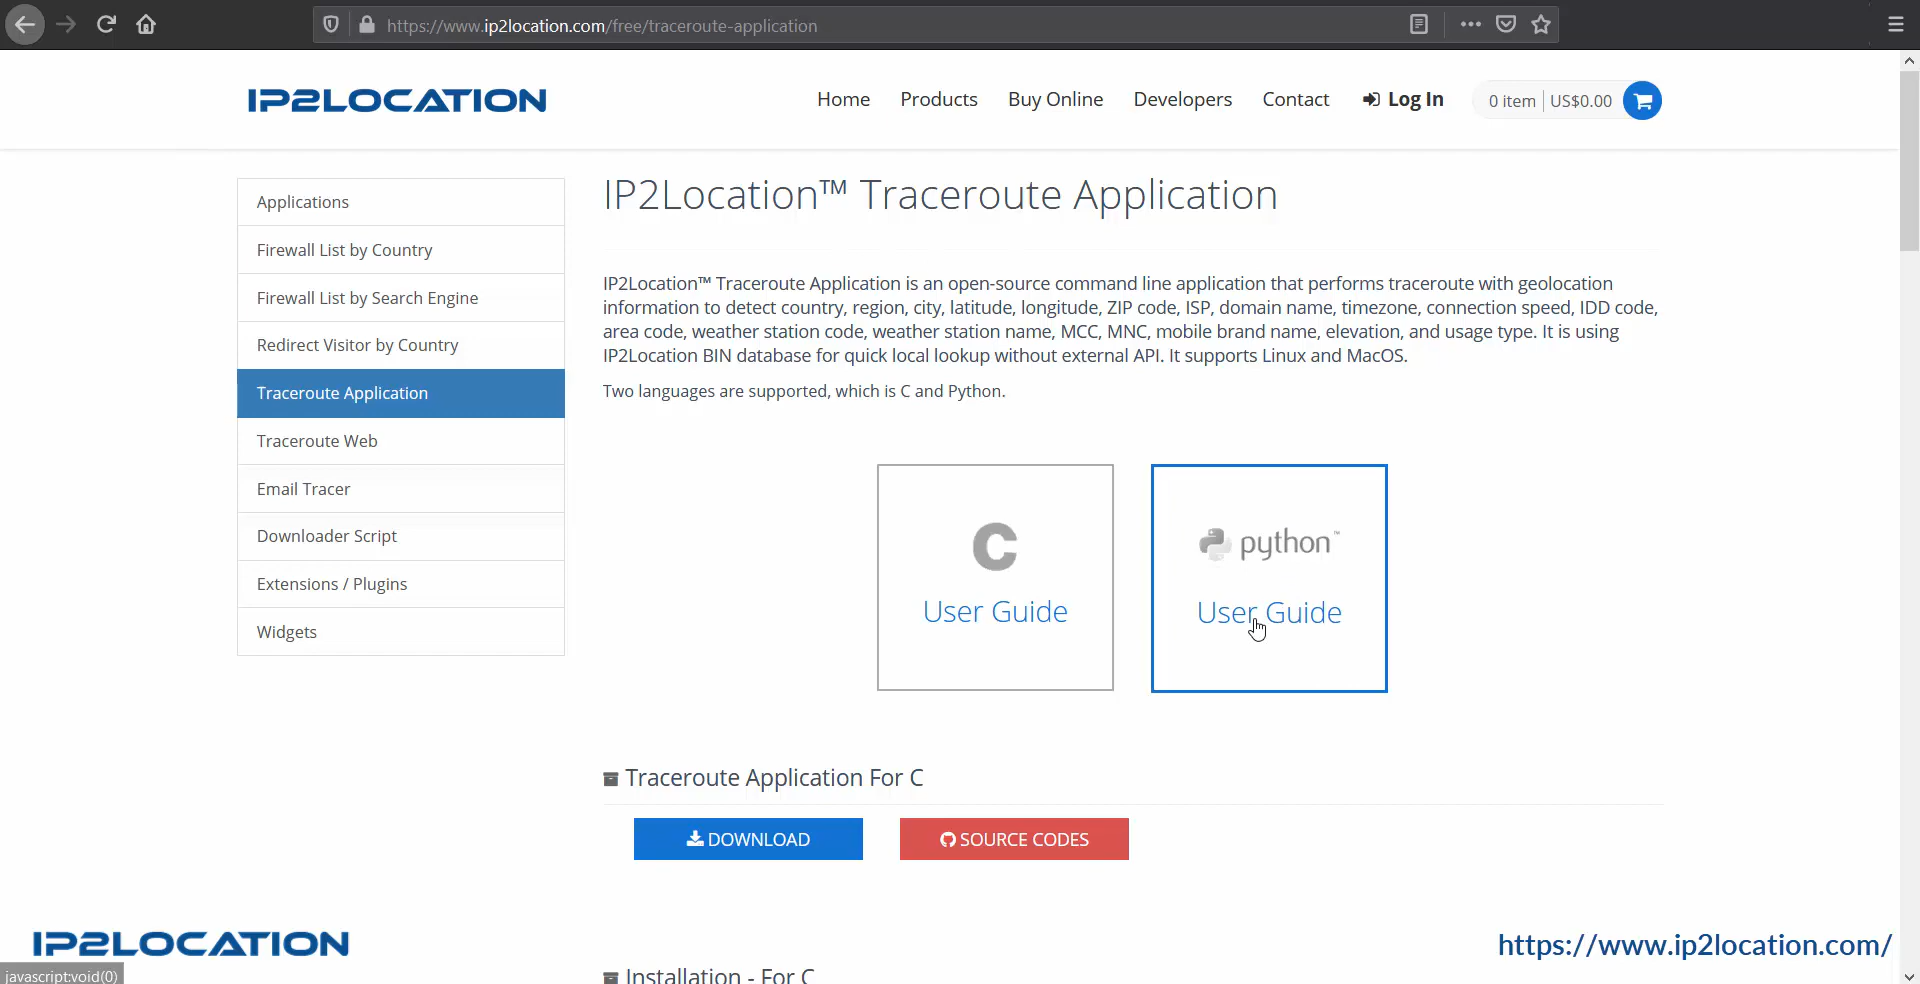 https://www.ip2location.com/free/traceroute-application
IP2LOCATION
Home Products Buy Online Developers Contact Log In 0 item US$0.00
Applications
Firewall List by Country
Firewall List by Search Engine
Redirect Visitor by Country
Traceroute Application
Traceroute Web
Email Tracer
Downloader Script
Extensions / Plugins
Widgets
IP2Location™ Traceroute Application
IP2Location™ Traceroute Application is an open-source command line application that performs traceroute with geolocation
information to detect country, region, city, latitude, longitude, ZIP code, ISP, domain name, timezone, connection speed, IDD code,
area code, weather station code, weather station name, MCC, MNC, mobile brand name, elevation, and usage type. It is using
IP2Location BIN database for quick local lookup without external API. It supports Linux and MacOS.
Two languages are supported, which is C and Python.
C
User Guide
python™
User Guide
Traceroute Application For C
DOWNLOAD
SOURCE CODES
Installation - For C
IP2LOCATION
https://www.ip2location.com/
javascript:void(0)